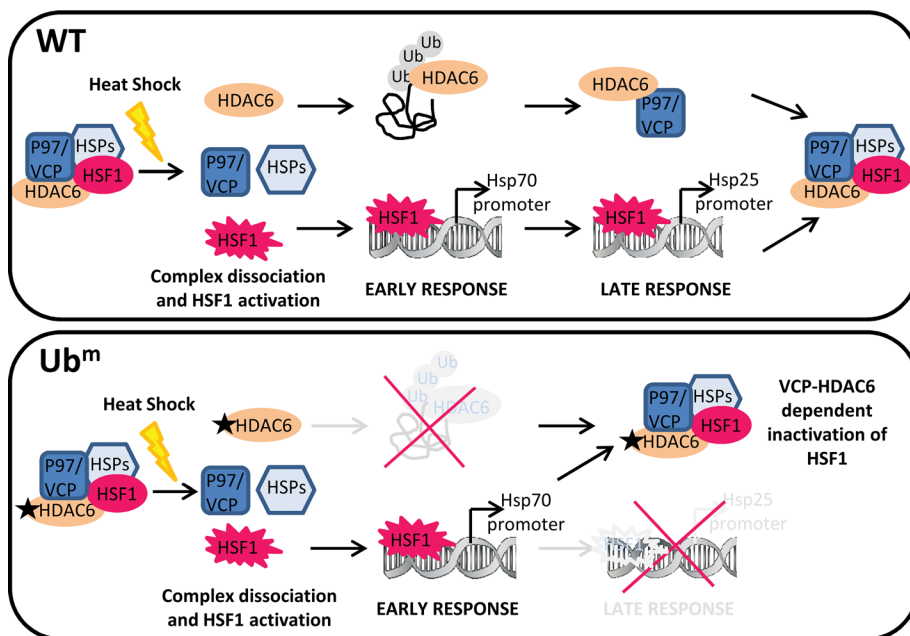 WT
Heat Shock
P97/
VCP
HSPs
HSF1
HDAC6
HDAC6
P97/
VCP
HSPs
HSF1
Complex dissociation
and HSF1 activation
Ub
Ub
Ub
HDAC6
HSF1
Hsp70
promoter
EARLY RESPONSE
HDAC6
P97/
VCP
HSF1
Hsp25
promoter
LATE RESPONSE
P97/
VCP
HSPs
HSF1
HDAC6
Ubᵐ
Heat Shock
P97/
VCP
HSPs
HSF1
HDAC6
HDAC6
P97/
VCP
HSPs
HSF1
Complex dissociation
and HSF1 activation
Ub
Ub
Ub
HDAC6
HSF1
Hsp70
promoter
EARLY RESPONSE
P97/
VCP
HSPs
HSF1
HDAC6
VCP-HDAC6
dependent
inactivation of
HSF1
Hsp25
promoter
LATE RESPONSE